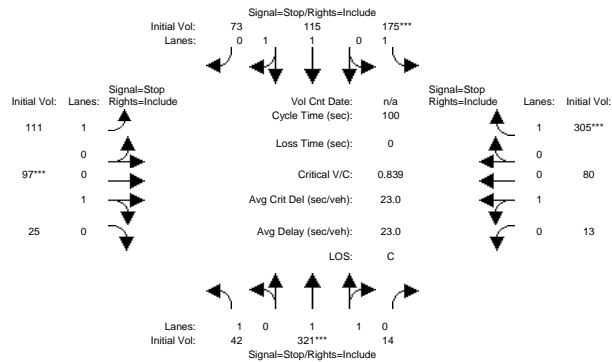 Signal=Stop/Rights=Include
Initial Vol: 73 115 175***
Lanes: 0 1 1 0 1
Signal=Stop
Initial Vol: Lanes: Rights=Include
Vol Cnt Date: n/a
Signal=Stop
Rights=Include Lanes: Initial Vol:
Cycle Time (sec): 100
111 1
1 305***
Loss Time (sec): 0
0
0
97*** 0
Critical V/C: 0.839
0 80
1
Avg Crit Del (sec/veh): 23.0
1
25 0
Avg Delay (sec/veh): 23.0
0 13
LOS: C
Lanes: 1 0 1 1 0
Initial Vol: 42 321*** 14
Signal=Stop/Rights=Include